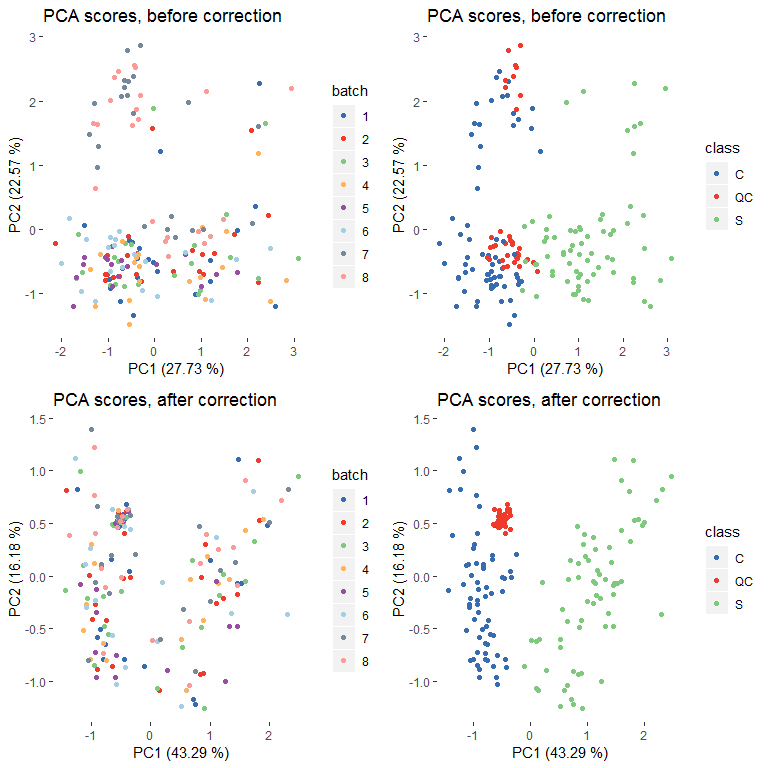 PCA scores, before correction
3
2
1
0
-1
PC2 (22.57 %)
-2
-1
0
1
2
3
PC1 (27.73 %)
batch
1
2
3
4
5
6
7
8
PCA scores, before correction
3
2
1
0
-1
PC2 (22.57 %)
-2
-1
0
1
2
3
PC1 (27.73 %)
class
C
QC
S
PCA scores, after correction
1.5
1.0
0.5
0.0
-0.5
-1.0
PC2 (16.18 %)
-1
0
1
2
PC1 (43.29 %)
batch
1
2
3
4
5
6
7
8
PCA scores, after correction
1.5
1.0
0.5
0.0
-0.5
-1.0
PC2 (16.18 %)
-1
0
1
2
PC1 (43.29 %)
class
C
QC
S